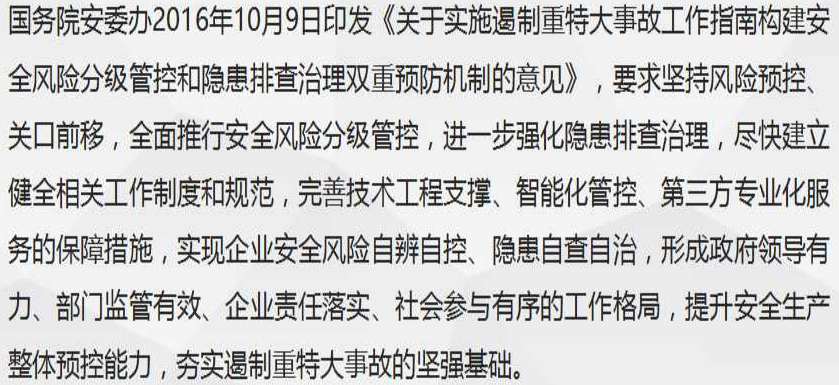 国务院安委办2016年10月9日印发《关于实施遏制重特大事故工作指南构建安
全风险分级管控和隐患排查治理双重预防机制的意见》，要求坚持风险预控、
关口前移，全面推行安全风险分级管控，进一步强化隐患排查治理，尽快建立
健全相关工作制度和规范，完善技术工程支撑、智能化管控、第三方专业化服
务的保障措施，实现企业安全风险自辨自控、隐患自查自治，形成政府领导有
力、部门监管有效、企业责任落实、社会参与有序的工作格局，提升安全生产
整体预控能力，夯实遏制重特大事故的坚强基础。